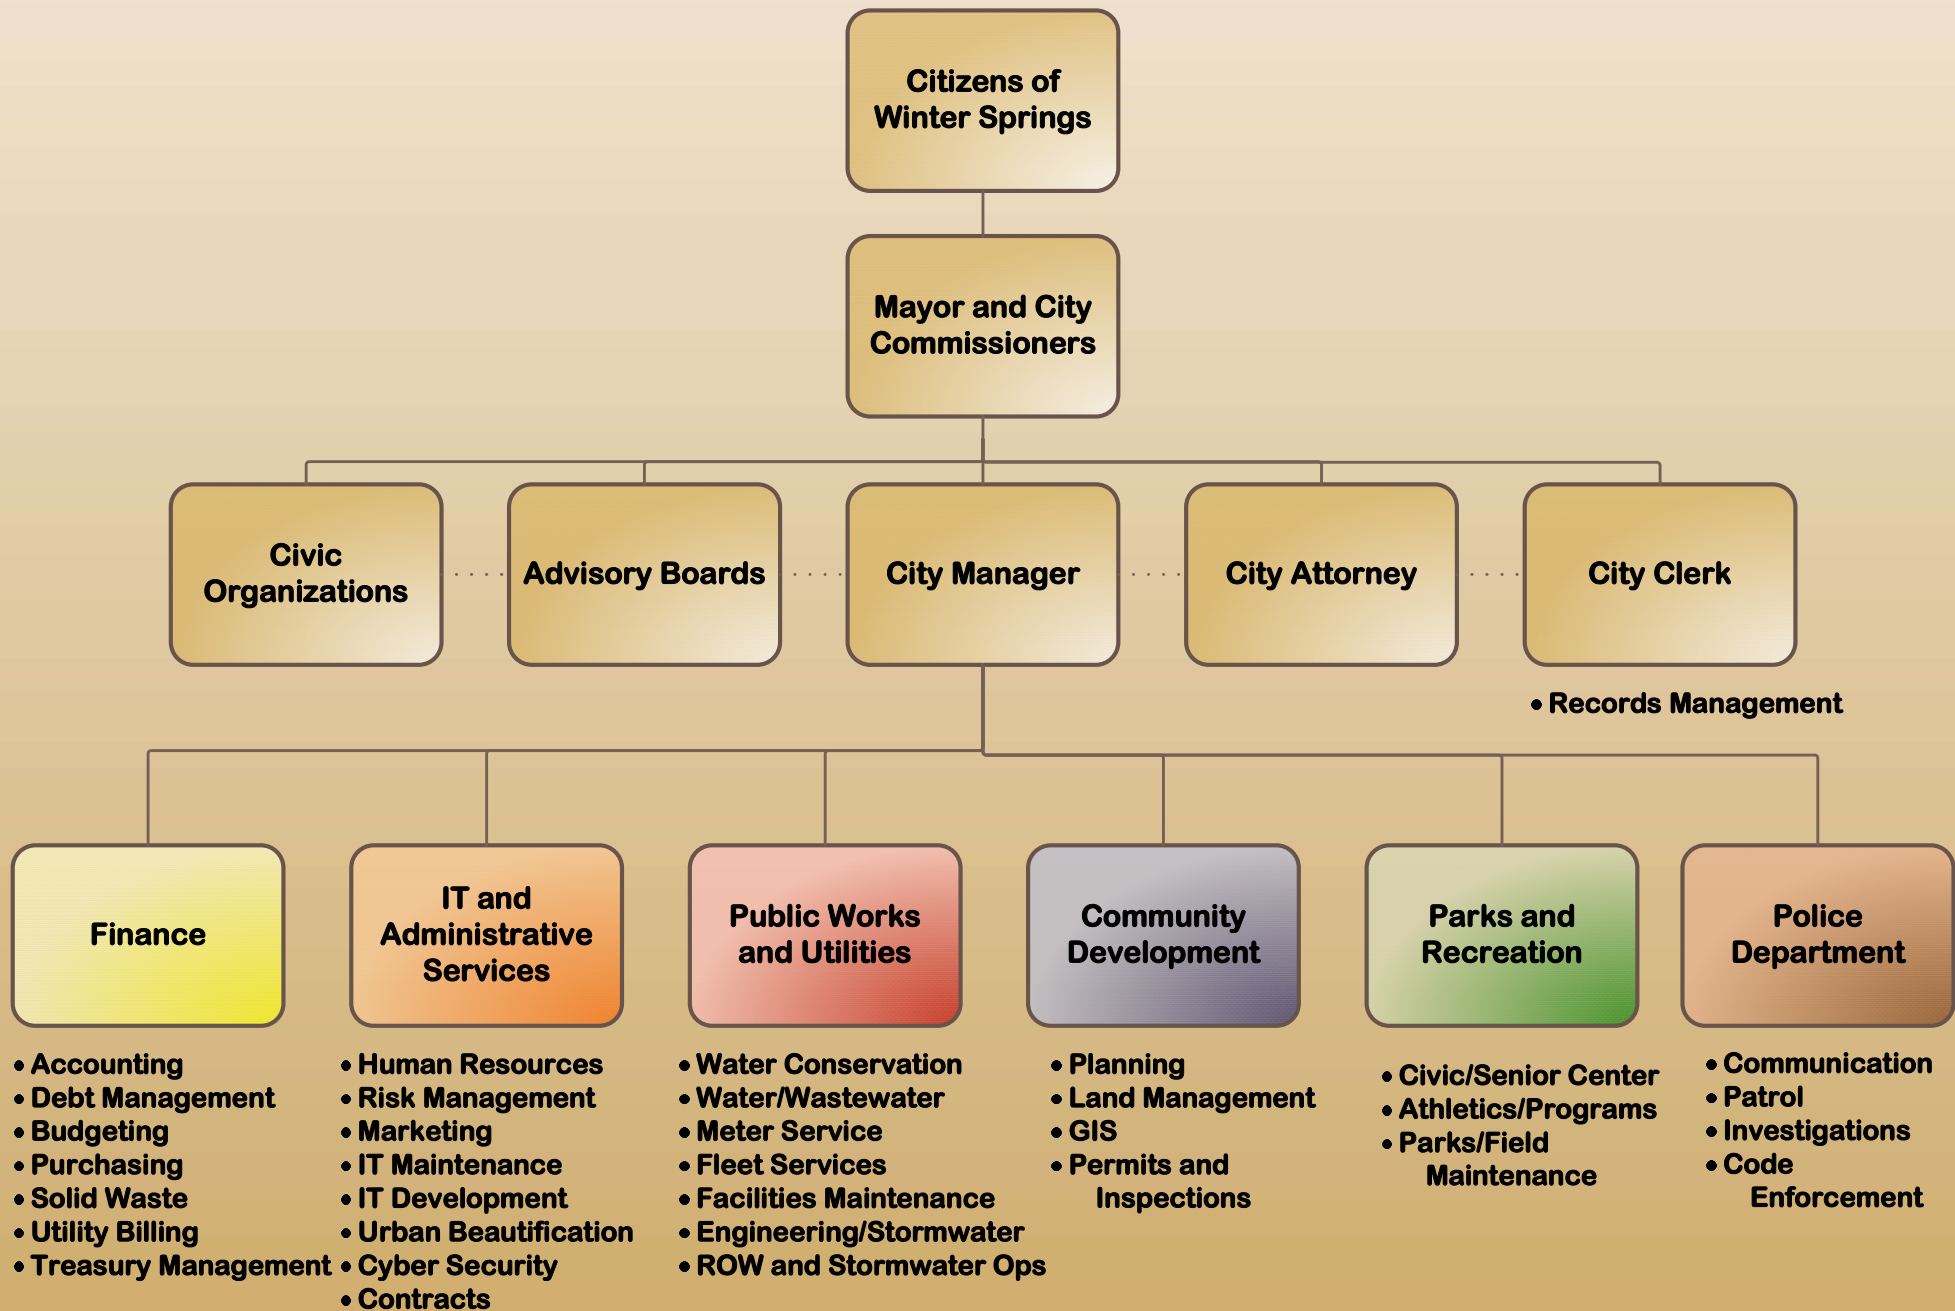 Citizens of
Winter Springs
Mayor and City
Commissioners
Civic
Organizations
Advisory Boards
City Manager
City Attorney
City Clerk
• Records Management
Finance
• Accounting
• Debt Management
• Budgeting
• Purchasing
• Solid Waste
• Utility Billing
• Treasury Management
IT and
Administrative
Services
• Human Resources
• Risk Management
• Marketing
• IT Maintenance
• IT Development
• Urban Beautification
• Cyber Security
• Contracts
Public Works
and Utilities
• Water Conservation
• Water/Wastewater
• Meter Service
• Fleet Services
• Facilities Maintenance
• Engineering/Stormwater
• ROW and Stormwater Ops
Community
Development
• Planning
• Land Management
• GIS
• Permits and
Inspections
Parks and
Recreation
• Civic/Senior Center
• Athletics/Programs
• Parks/Field
Maintenance
Police
Department
• Communication
• Patrol
• Investigations
• Code
Enforcement